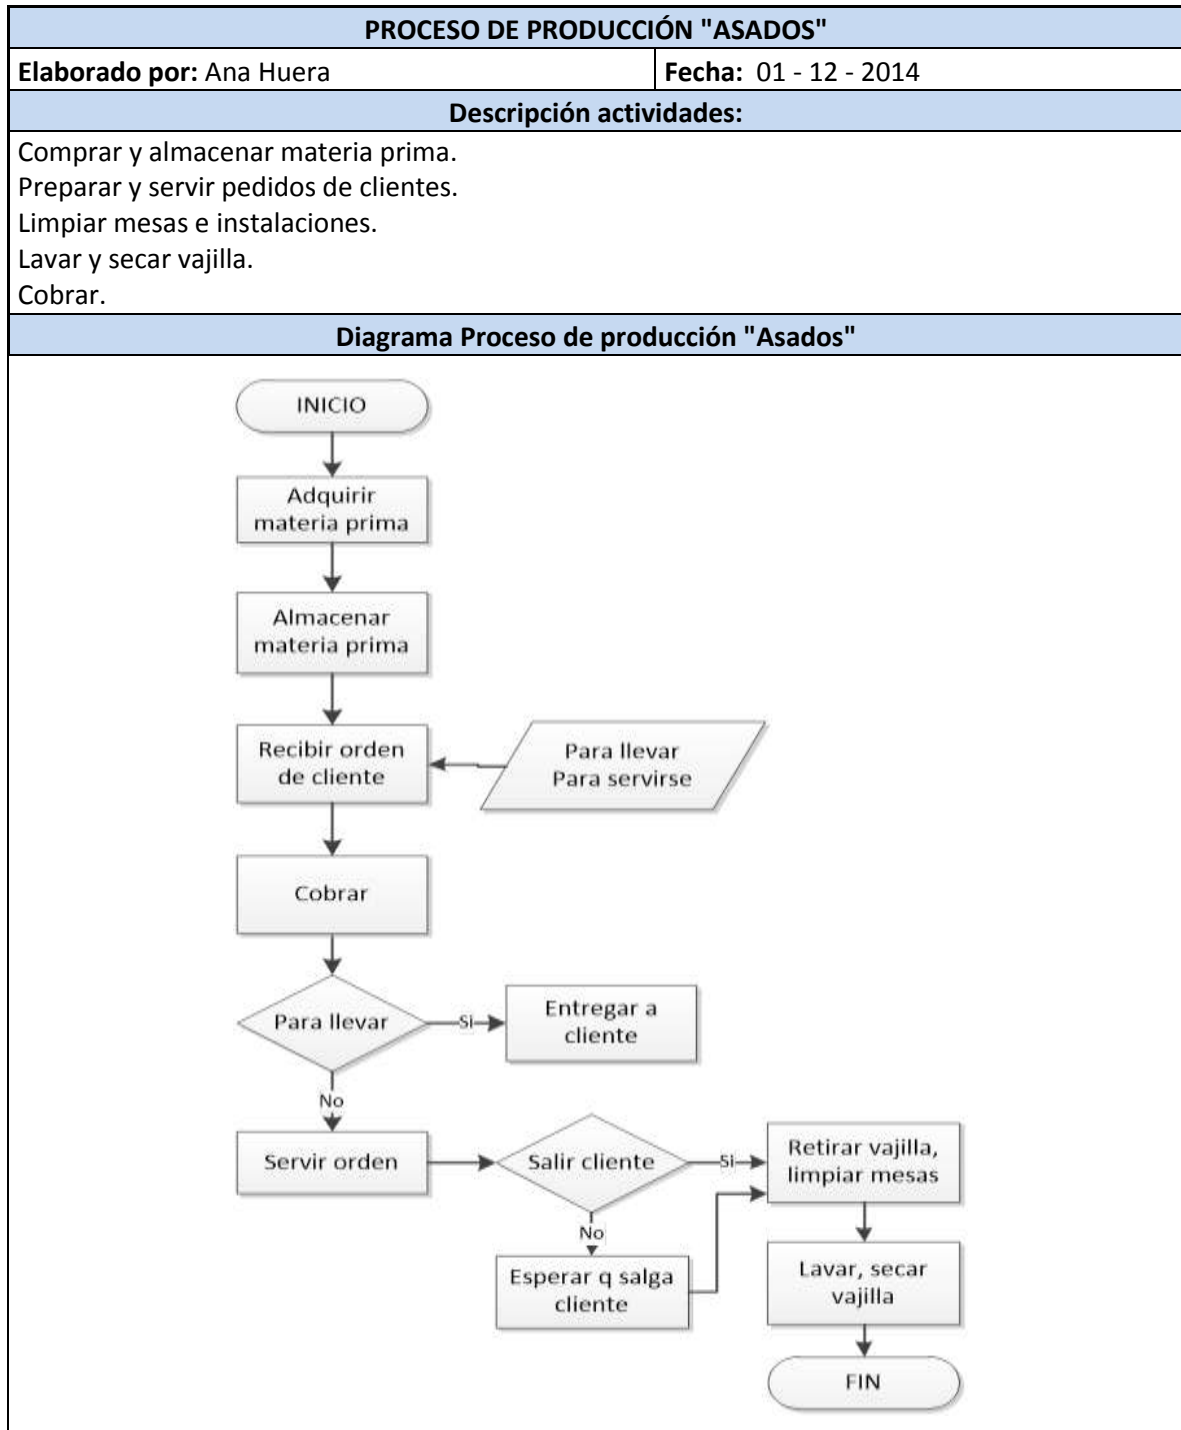 PROCESO DE PRODUCCIÓN "ASADOS"
Elaborado por: Ana Huera
Fecha: 01 - 12 - 2014
Descripción actividades:
Comprar y almacenar materia prima.
Preparar y servir pedidos de clientes.
Limpiar mesas e instalaciones.
Lavar y secar vajilla.
Cobrar.
Diagrama Proceso de producción "Asados"
INICIO
Adquirir
materia prima
Almacenar
materia prima
Recibir orden
de cliente
Para llevar
Para servirse
Cobrar
Para llevar
Si
Entregar a
cliente
No
Servir orden
Salir cliente
Si
Retirar vajilla,
limpiar mesas
No
Esperar q salga
cliente
Lavar, secar
vajilla
FIN